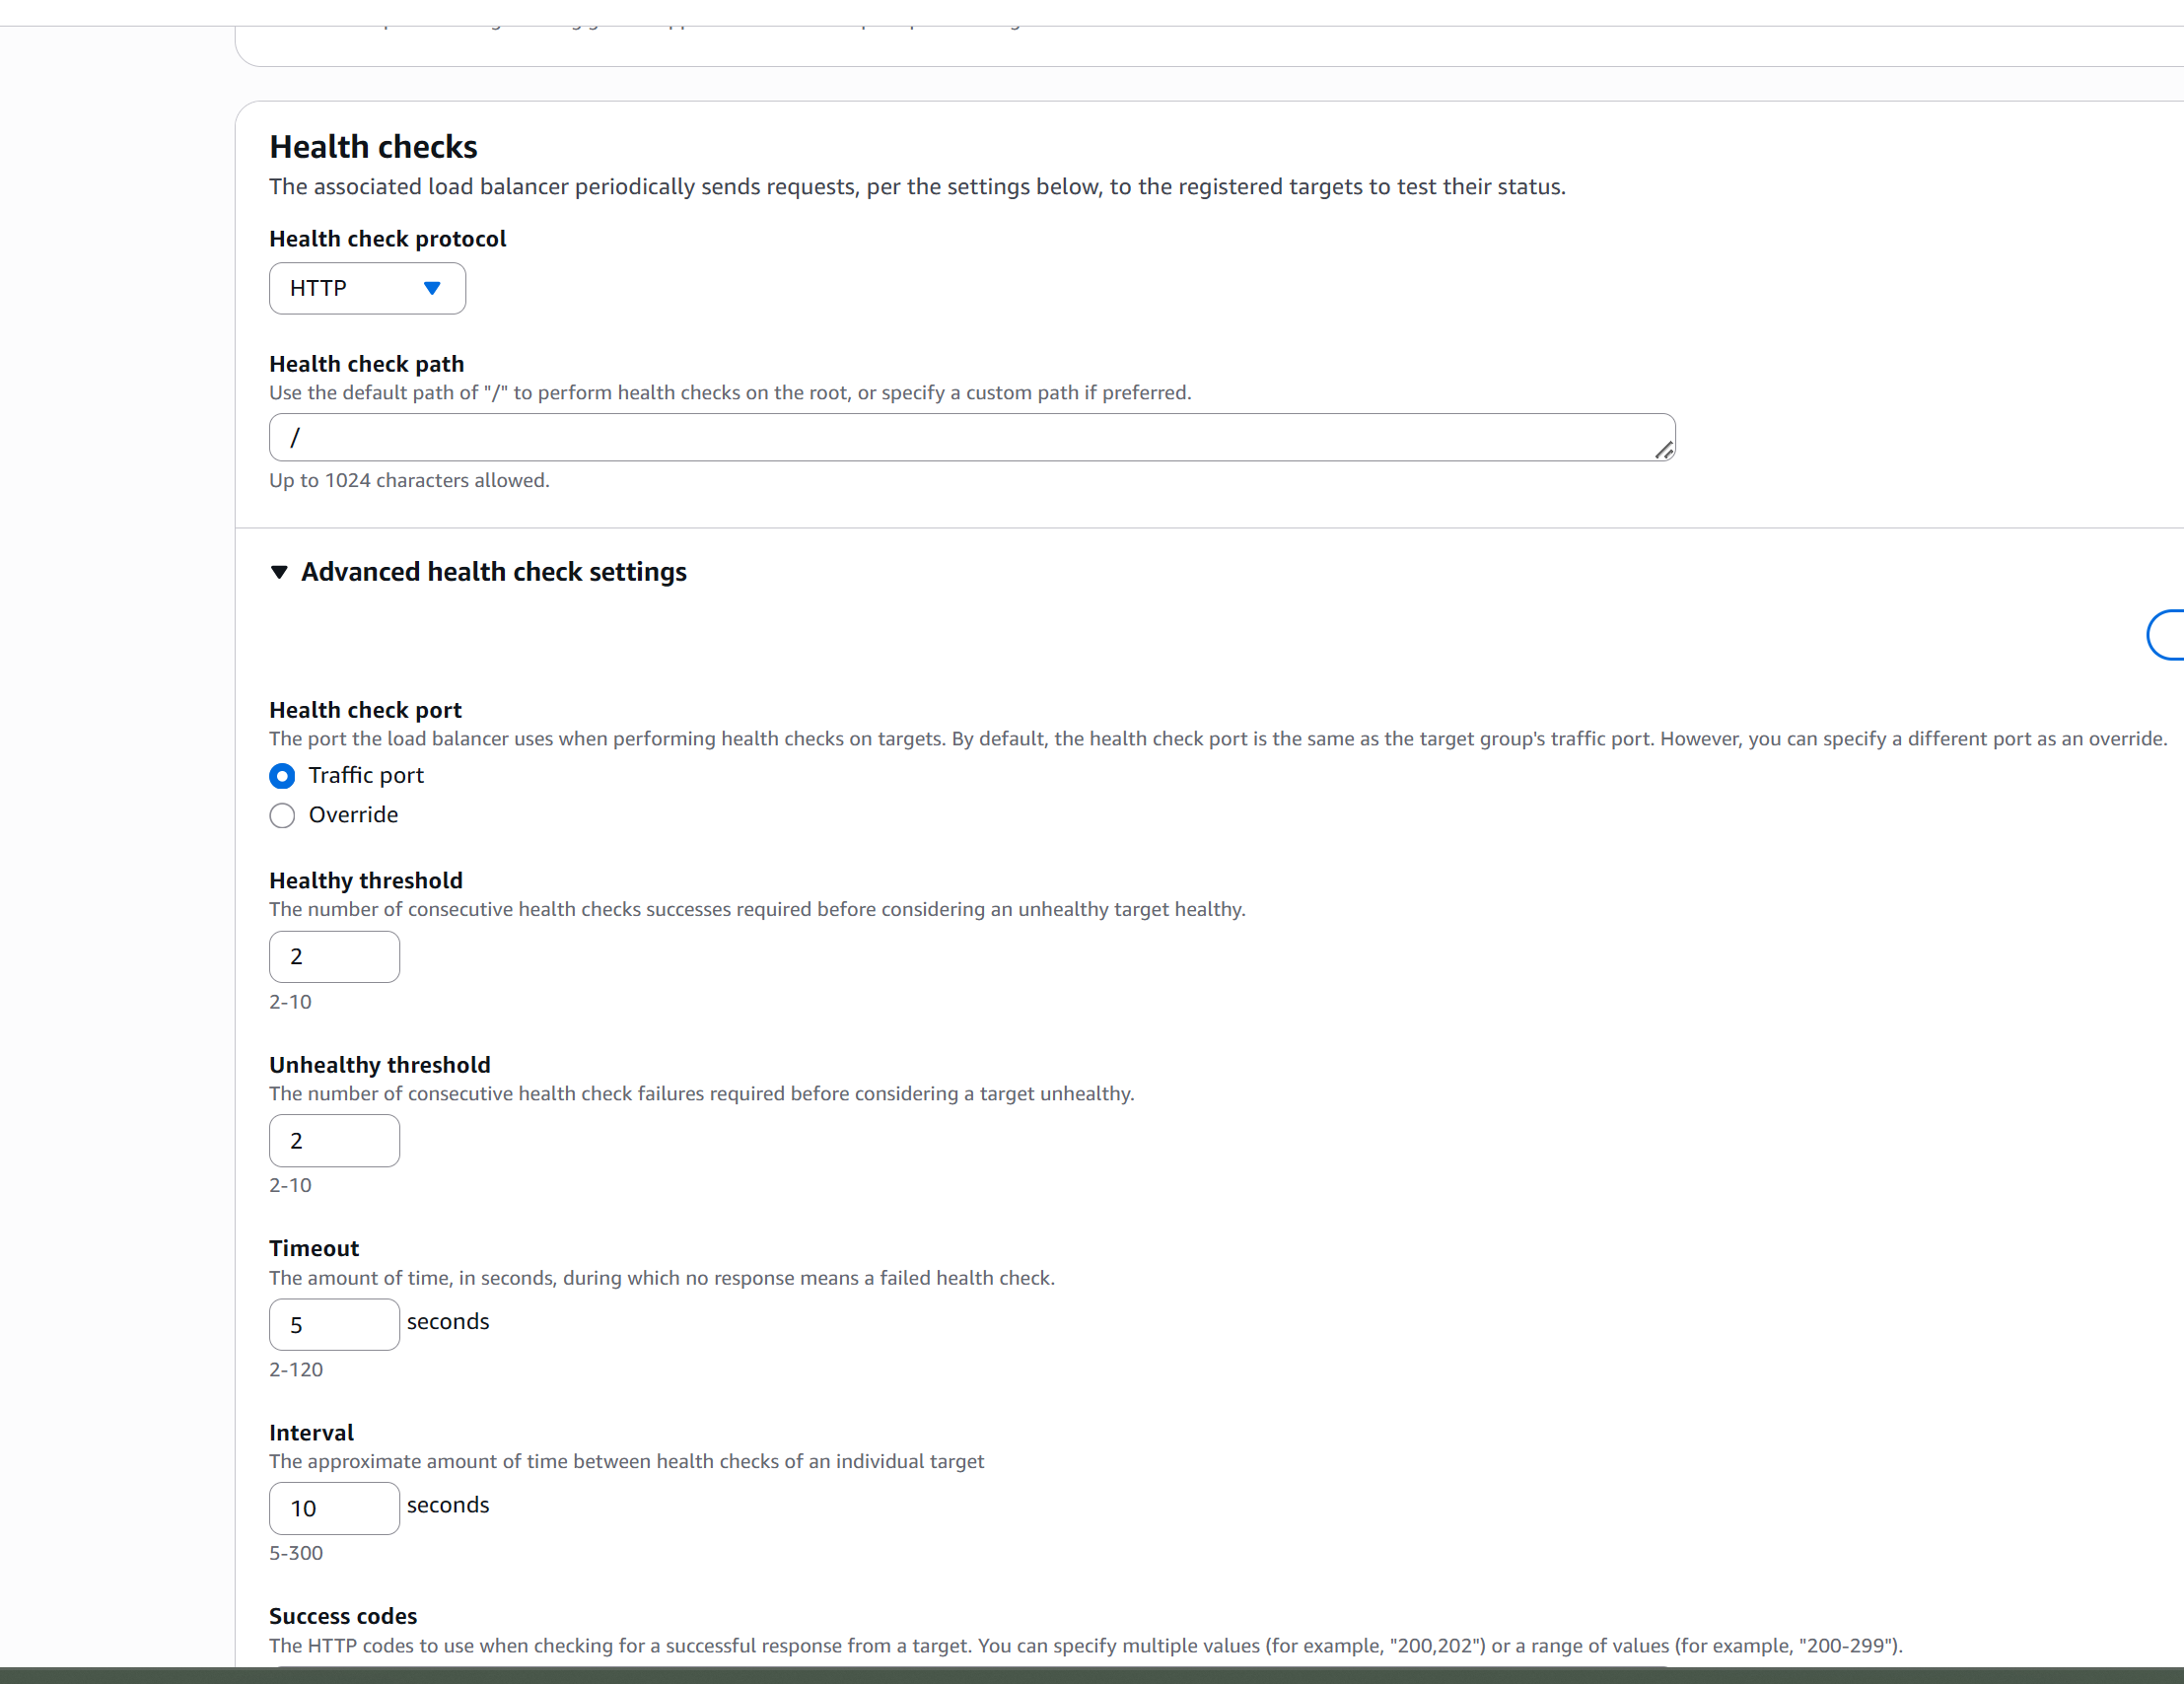 Health checks
The associated load balancer periodically sends requests, per the settings below, to the registered targets to test their status.
Health check protocol
HTTP
Health check path
Use the default path of "/" to perform health checks on the root, or specify a custom path if preferred.
/
Up to 1024 characters allowed.
Advanced health check settings
Health check port
The port the load balancer uses when performing health checks on targets. By default, the health check port is the same as the target group's traffic port. However, you can specify a different port as an override.
Traffic port
Override
Healthy threshold
The number of consecutive health checks successes required before considering an unhealthy target healthy.
2
2-10
Unhealthy threshold
The number of consecutive health check failures required before considering a target unhealthy.
2
2-10
Timeout
The amount of time, in seconds, during which no response means a failed health check.
5 seconds
2-120
Interval
The approximate amount of time between health checks of an individual target
10 seconds
5-300
Success codes
The HTTP codes to use when checking for a successful response from a target. You can specify multiple values (for example, "200,202") or a range of values (for example, "200-299").